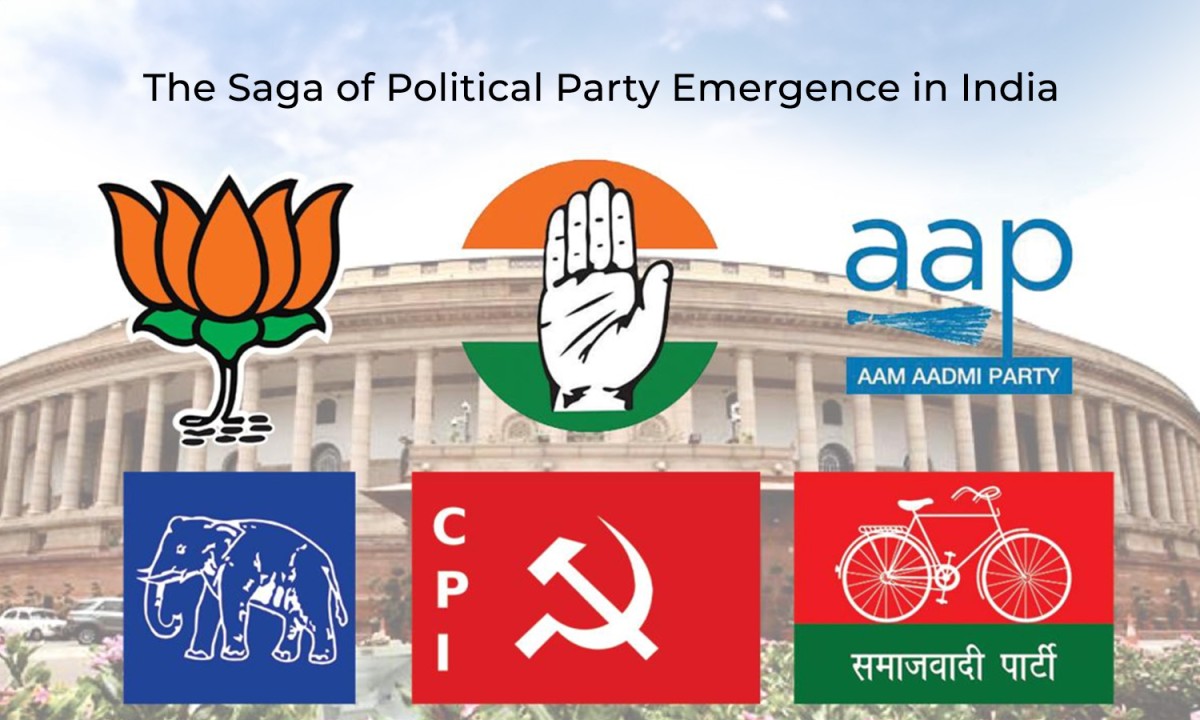 The Saga of Political Party Emergence in India
aap
AAM AADMI PARTY
C
P
I
समाजवादी पार्टी